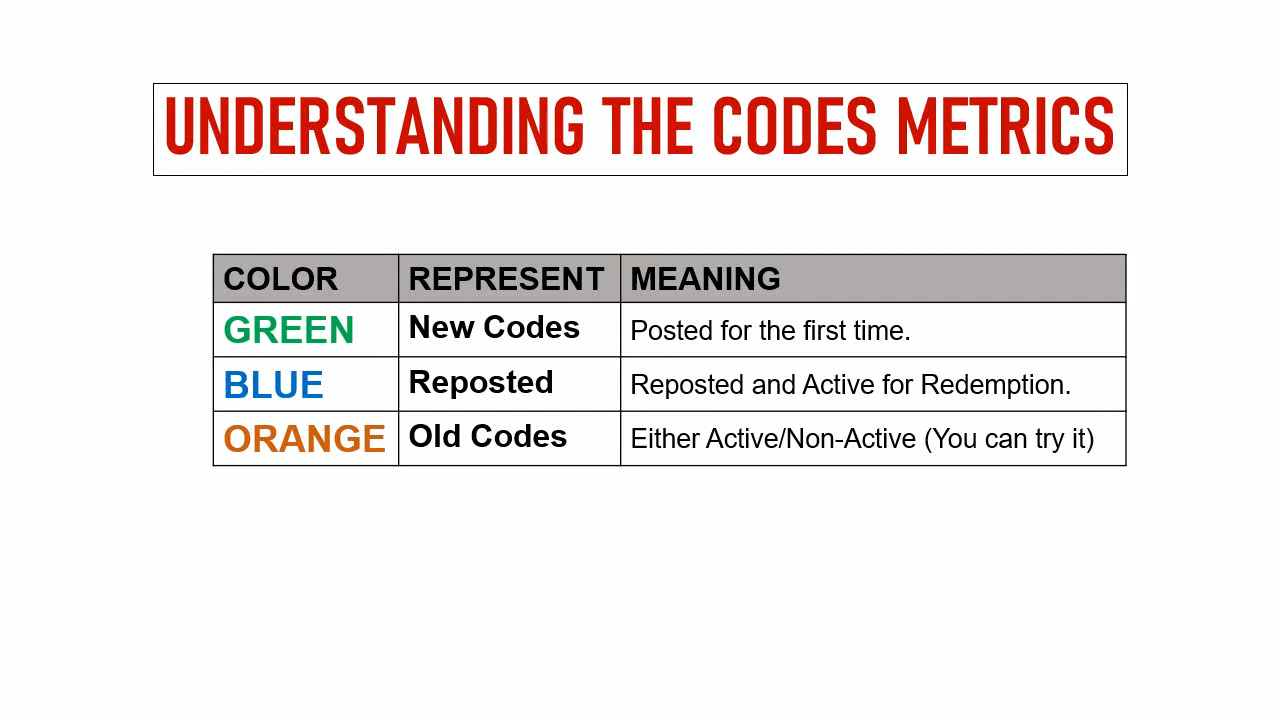 UNDERSTANDING THE CODES METRICS
COLOR REPRESENT MEANING
GREEN New Codes Posted for the first time.
BLUE Reposted Reposted and Active for Redemption.
ORANGE Old Codes Either Active/Non-Active (You can try it)